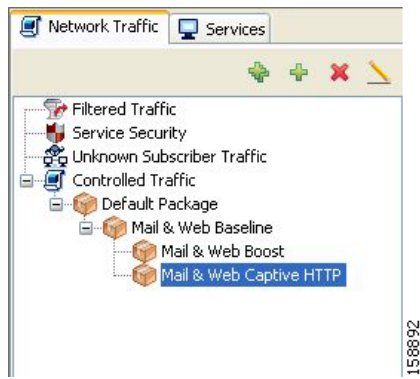 Network Traffic
Services
Filtered Traffic
Service Security
Unknown Subscriber Traffic
Controlled Traffic
Default Package
Mail & Web Baseline
Mail & Web Boost
Mail & Web Captive HTTP
158892